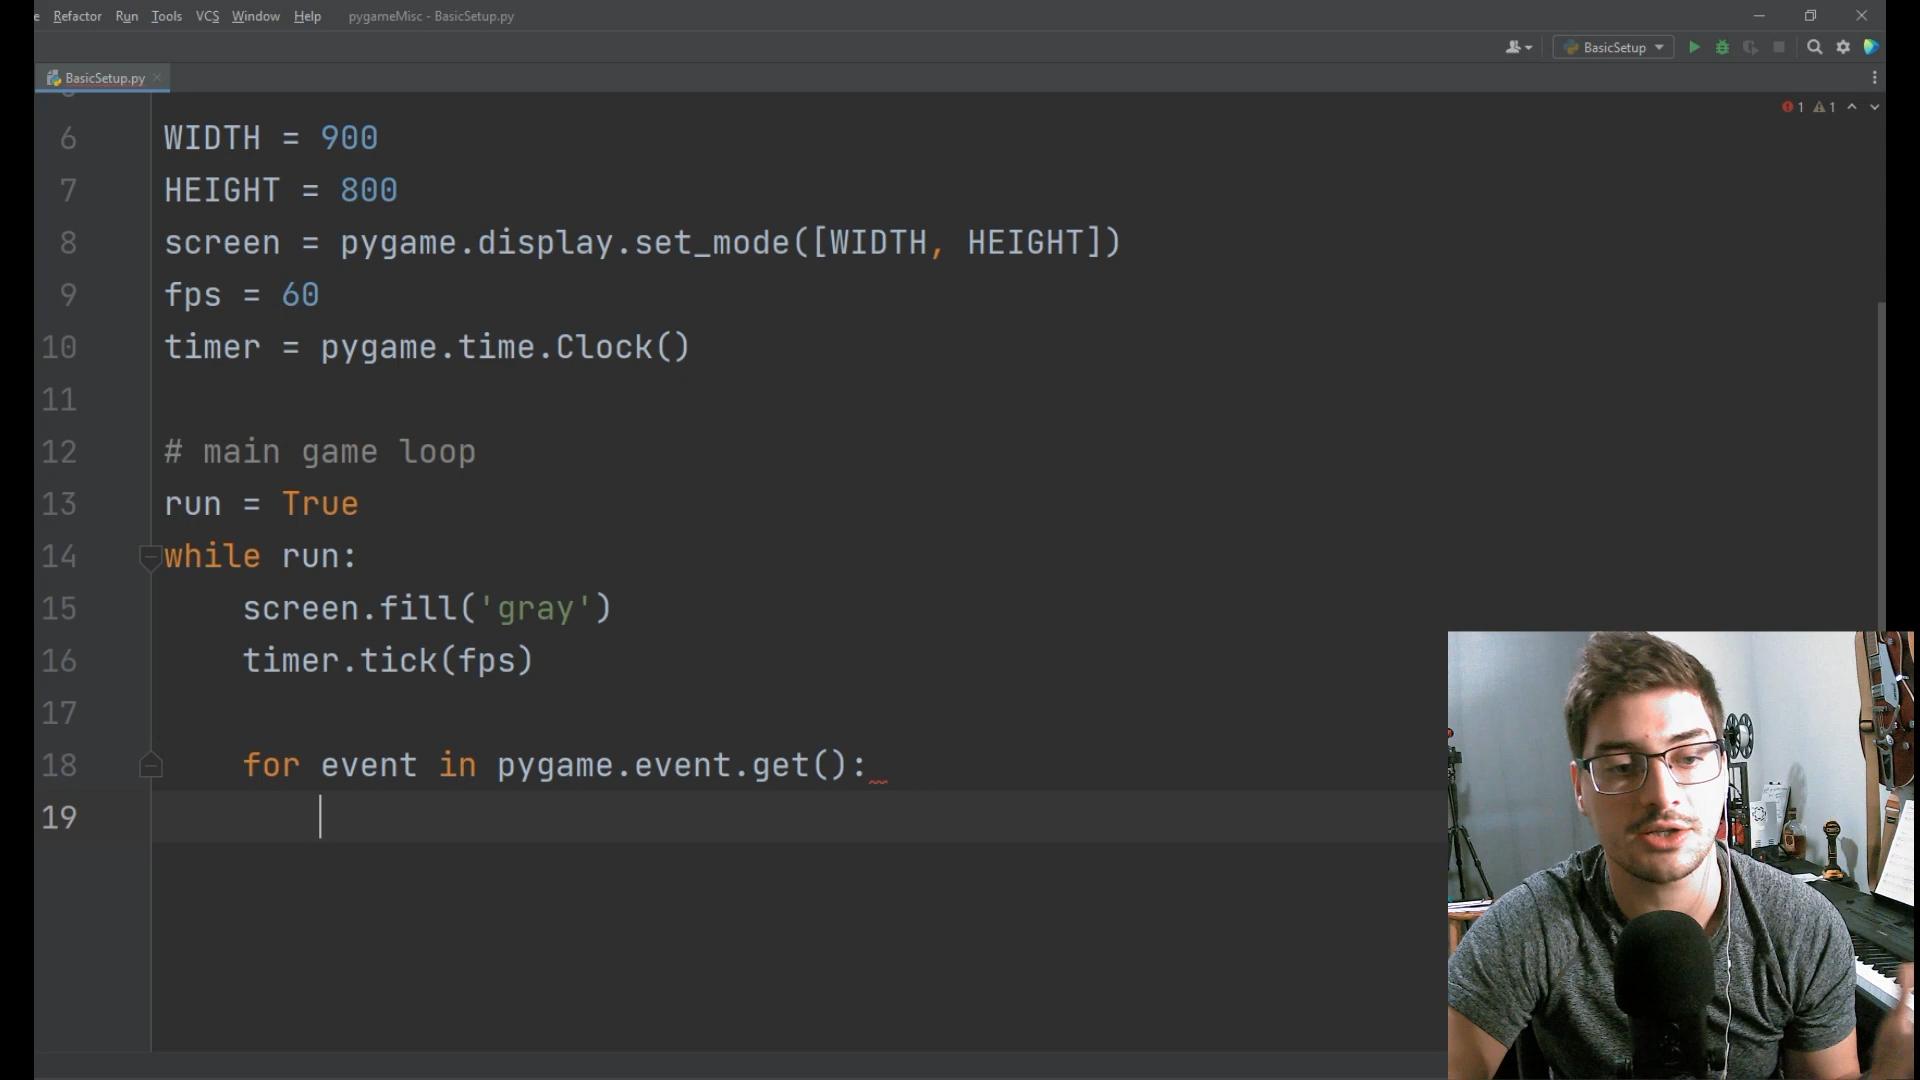 e Refactor Run Tools VCS Window Help pygameMisc - BasicSetup.py
BasicSetup
BasicSetup.py
1 1
6 WIDTH = 900
7 HEIGHT = 800
8 screen = pygame.display.set_mode([WIDTH, HEIGHT])
9 fps = 60
10 timer = pygame.time.Clock()
11
12 # main game loop
13 run = True
14 while run:
15 screen.fill('gray')
16 timer.tick(fps)
17
18 for event in pygame.event.get():
19